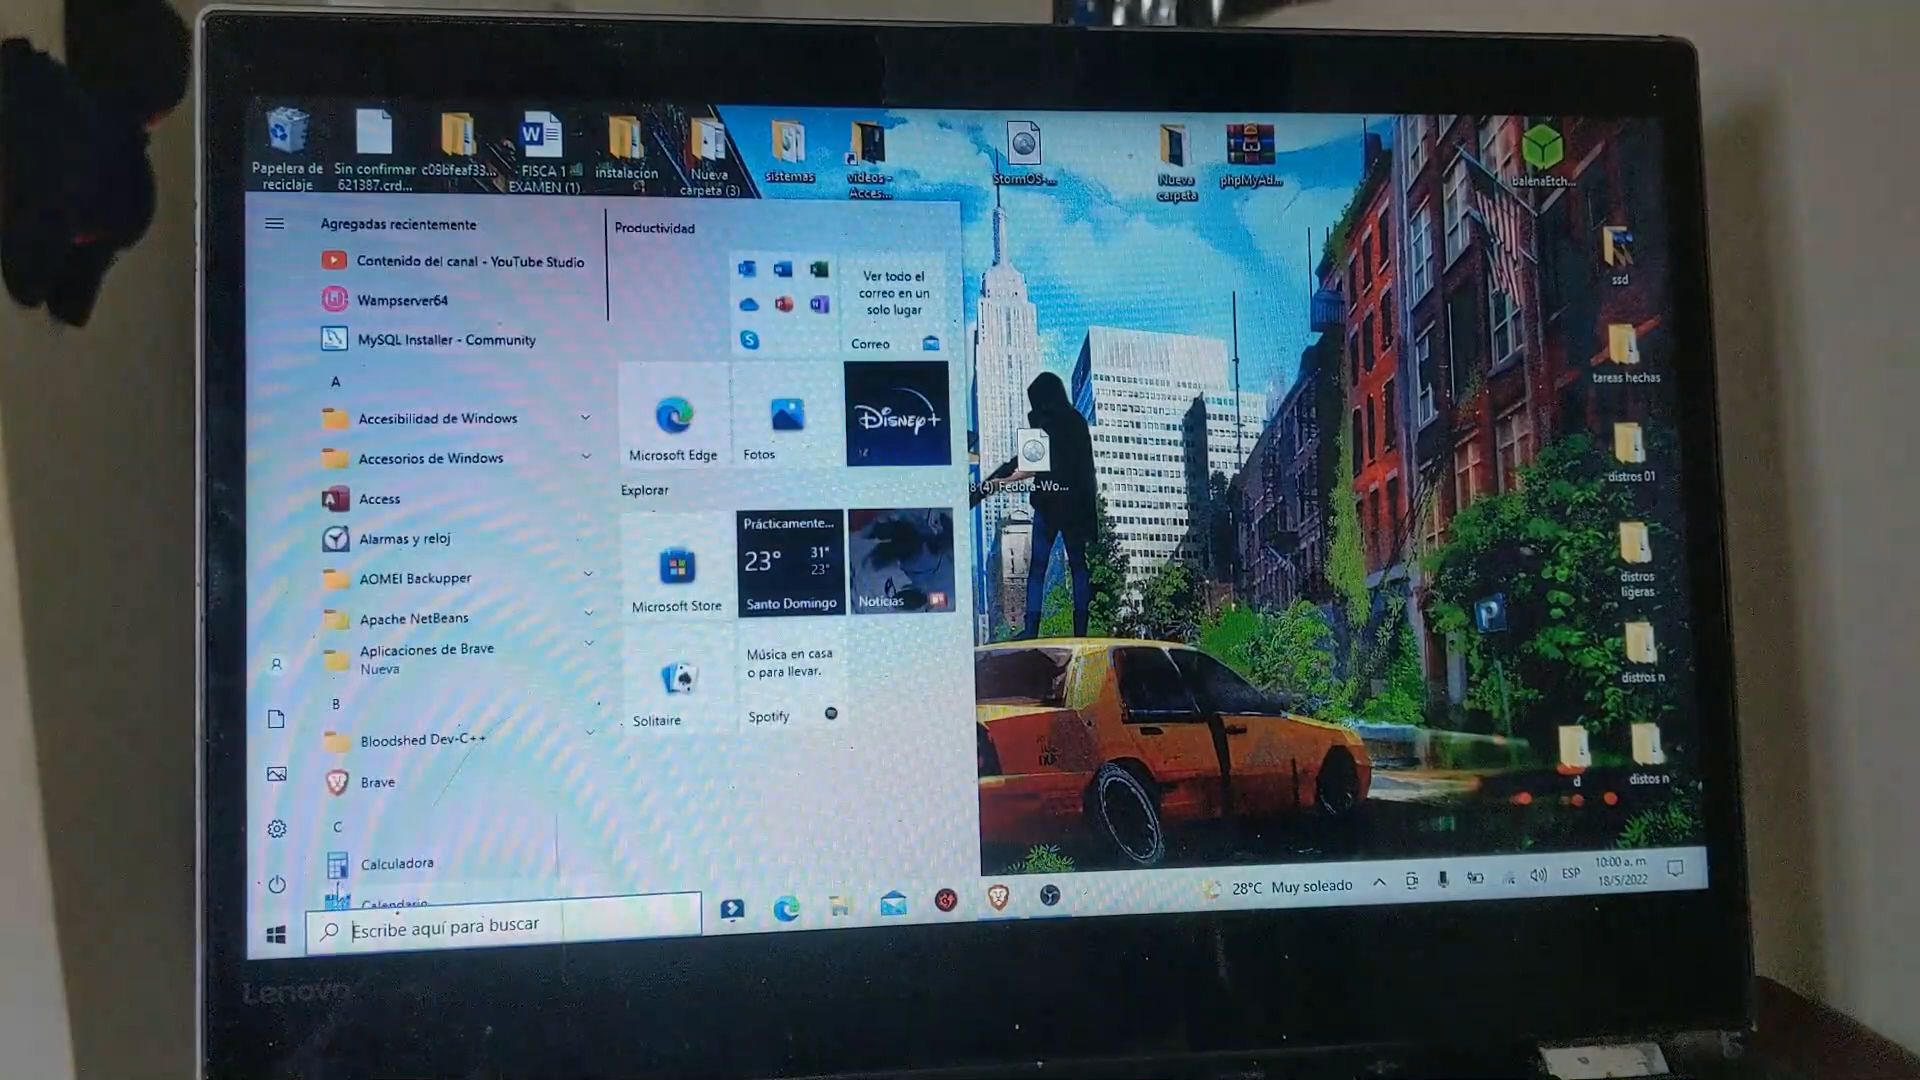 Papelera de
reciclaje
Sin confirmar
621387.crd...
c09bfeaf33...
FISCA 1
EXAMEN (1)
instalacion
Nueva
carpeta (3)
sistemas
videos -
Acces...
StormOS-...
Nueva
carpeta
phpMyAd...
balenaEtch...
Agregadas recientemente
Contenido del canal - YouTube Studio
Wampserver64
MySQL Installer - Community
A
Accesibilidad de Windows
Accesorios de Windows
Access
Alarmas y reloj
AOMEI Backupper
Apache NetBeans
Aplicaciones de Brave
Nueva
B
Bloodshed Dev-C++
Brave
C
Calculadora
Calendario
Productividad
Ver todo el
correo en un
solo lugar
Correo
Microsoft Edge
Fotos
Disney+
Explorar
Microsoft Store
Prácticamente...
23°
31°
23°
Santo Domingo
Noticias
Solitaire
Música en casa
o para llevar.
Spotify
(4) Fedora-Wo...
P
ssd
tareas hechas
distros 01
distros
ligeras
distros n
d
distos n
Escribe aquí para buscar
28°C Muy soleado
ESP
10:00 a. m.
18/5/2022
Lenovo